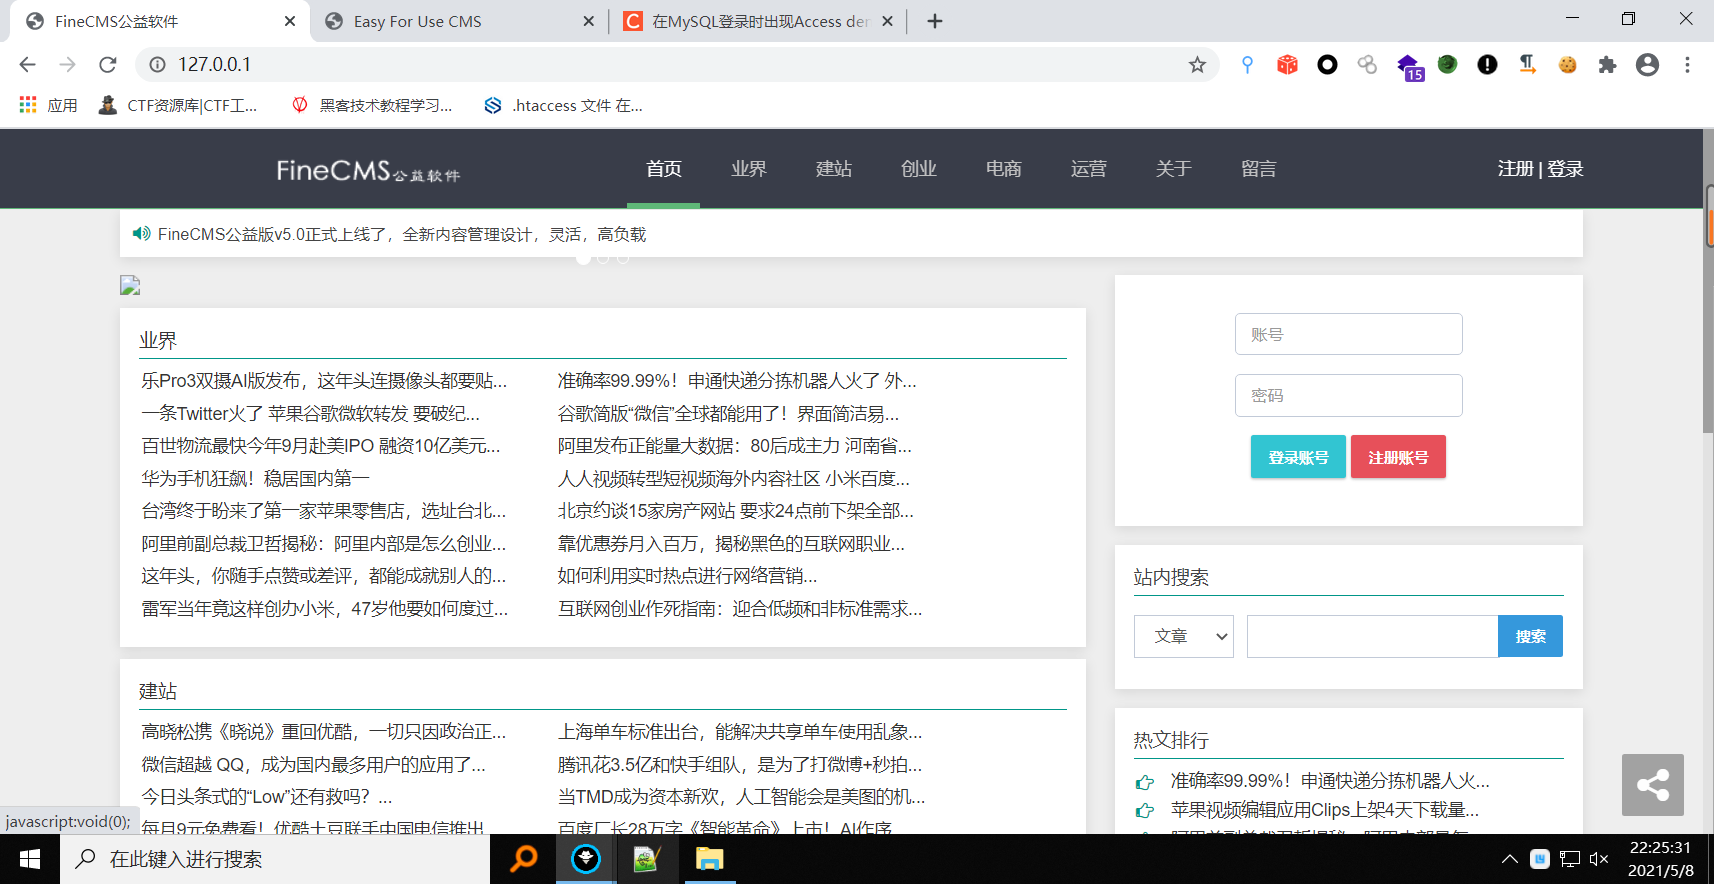 FineCMS公益软件
Easy For Use CMS
在MySQL登录时出现Access den
127.0.0.1
15
应用
CTF资源库|CTF工...
黑客技术教程学习...
.htaccess 文件 在...
FineCMS公益软件
首页 业界 建站 创业 电商 运营 关于 留言
注册 | 登录
FineCMS公益版v5.0正式上线了，全新内容管理设计，灵活，高负载
业界
乐Pro3双摄AI版发布，这年头连摄像头都要贴...
准确率99.99%！申通快递分拣机器人火了 外...
一条Twitter火了 苹果谷歌微软转发 要破纪...
谷歌简版“微信”全球都能用了！界面简洁易...
百世物流最快今年9月赴美IPO 融资10亿美元...
阿里发布正能量大数据：80后成主力 河南省...
华为手机狂飙！稳居国内第一
人人视频转型短视频海外内容社区 小米百度...
台湾终于盼来了第一家苹果零售店，选址台北...
北京约谈15家房产网站 要求24点前下架全部...
阿里前副总裁卫哲揭秘：阿里内部是怎么创业...
靠优惠券月入百万，揭秘黑色的互联网职业...
这年头，你随手点赞或差评，都能成就别人的...
如何利用实时热点进行网络营销...
雷军当年竟这样创办小米，47岁他要如何度过...
互联网创业作死指南：迎合低频和非标准需求...
建站
高晓松携《晓说》重回优酷，一切只因政治正...
上海单车标准出台，能解决共享单车使用乱象...
微信超越 QQ，成为国内最多用户的应用了...
腾讯花3.5亿和快手组队，是为了打微博+秒拍...
今日头条式的“Low”还有救吗？...
当TMD成为资本新欢，人工智能会是美图的机...
每月9元免费看！优酷土豆联手中国电信推出
百度厂长28万字《智能革命》上市！AI作序
账号
密码
登录账号
注册账号
站内搜索
文章
搜索
热文排行
准确率99.99%！申通快递分拣机器人火...
苹果视频编辑应用Clips上架4天下载量...
阿里前副总裁卫哲揭秘：阿里内部是怎...
javascript:void(0);
在此键入进行搜索
22:25:31
2021/5/8